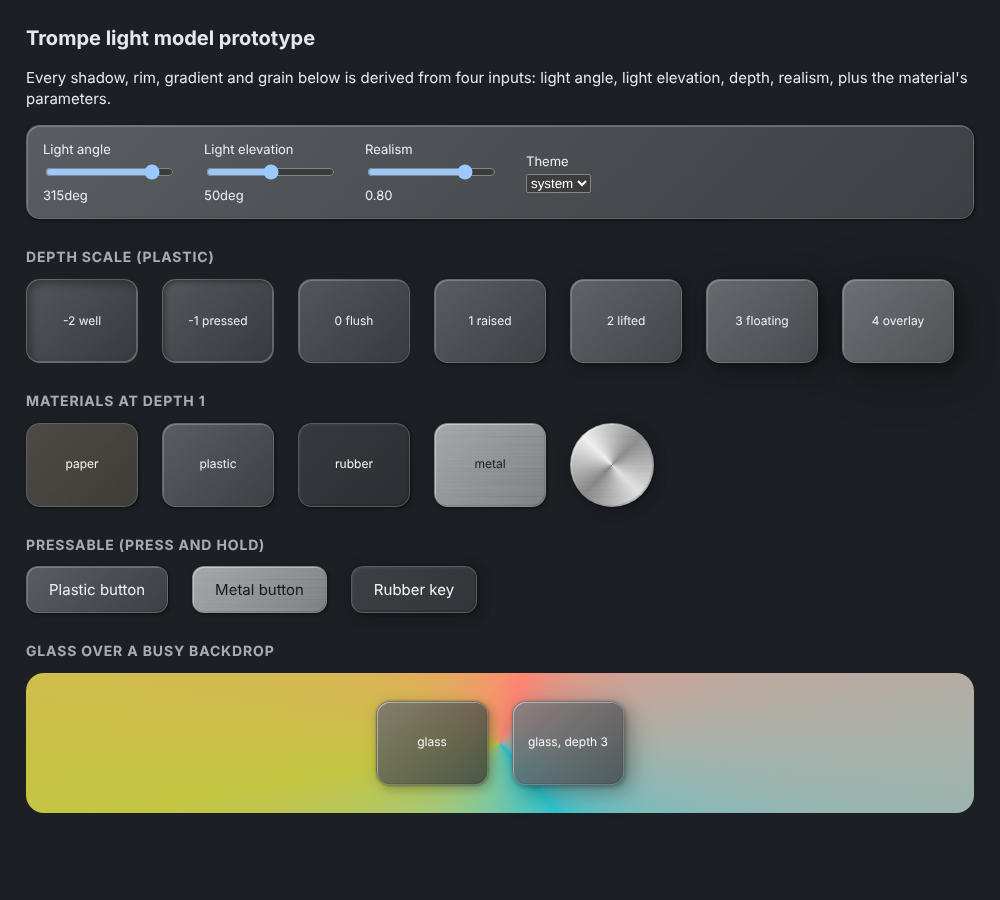 Trompe light model prototype
Every shadow, rim, gradient and grain below is derived from four inputs: light angle, light elevation, depth, realism, plus the material's
parameters.
Light angle
Light elevation
Realism
Theme
system
315deg
50deg
0.80
DEPTH SCALE (PLASTIC)
-2 well
-1 pressed
0 flush
1 raised
2 lifted
3 floating
4 overlay
MATERIALS AT DEPTH 1
paper
plastic
rubber
metal
PRESSABLE (PRESS AND HOLD)
Plastic button
Metal button
Rubber key
GLASS OVER A BUSY BACKDROP
glass
glass, depth 3